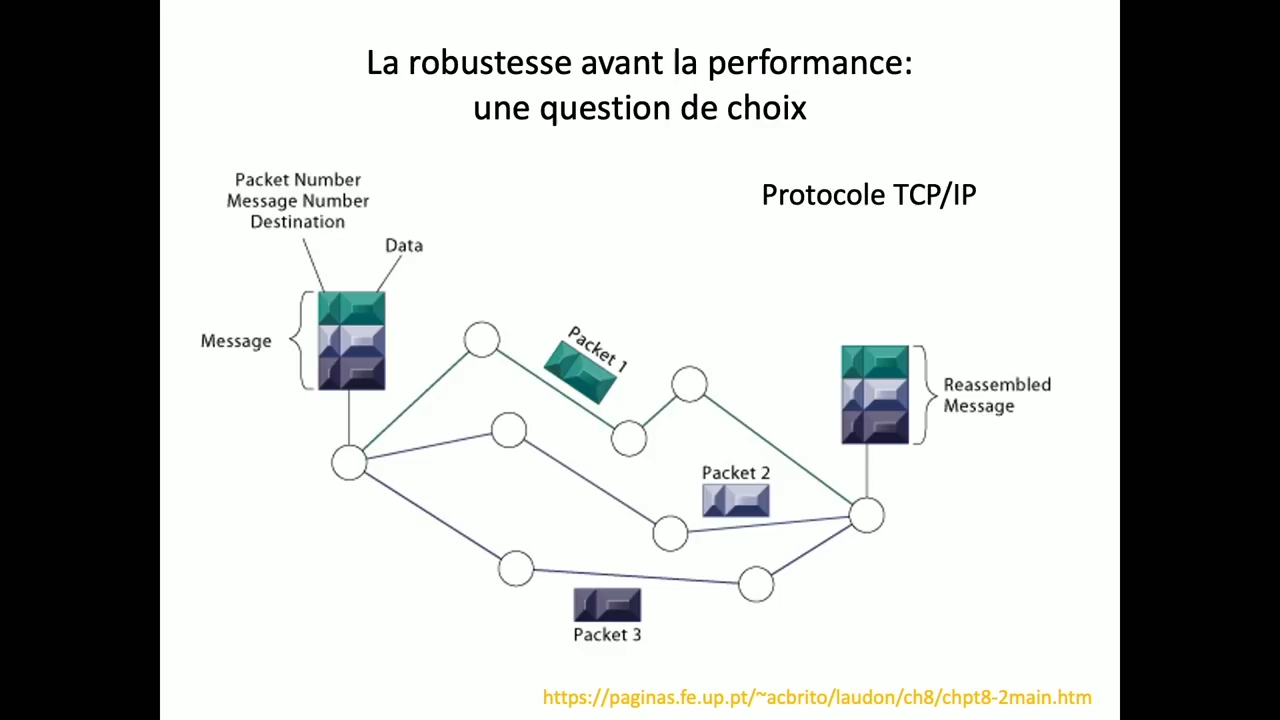 La robustesse avant la performance:
une question de choix
Protocole TCP/IP
Packet Number
Message Number
Destination
Data
Message
Packet 1
Packet 2
Packet 3
Reassembled
Message
https://paginas.fe.up.pt/~acbrito/laudon/ch8/chpt8-2main.htm